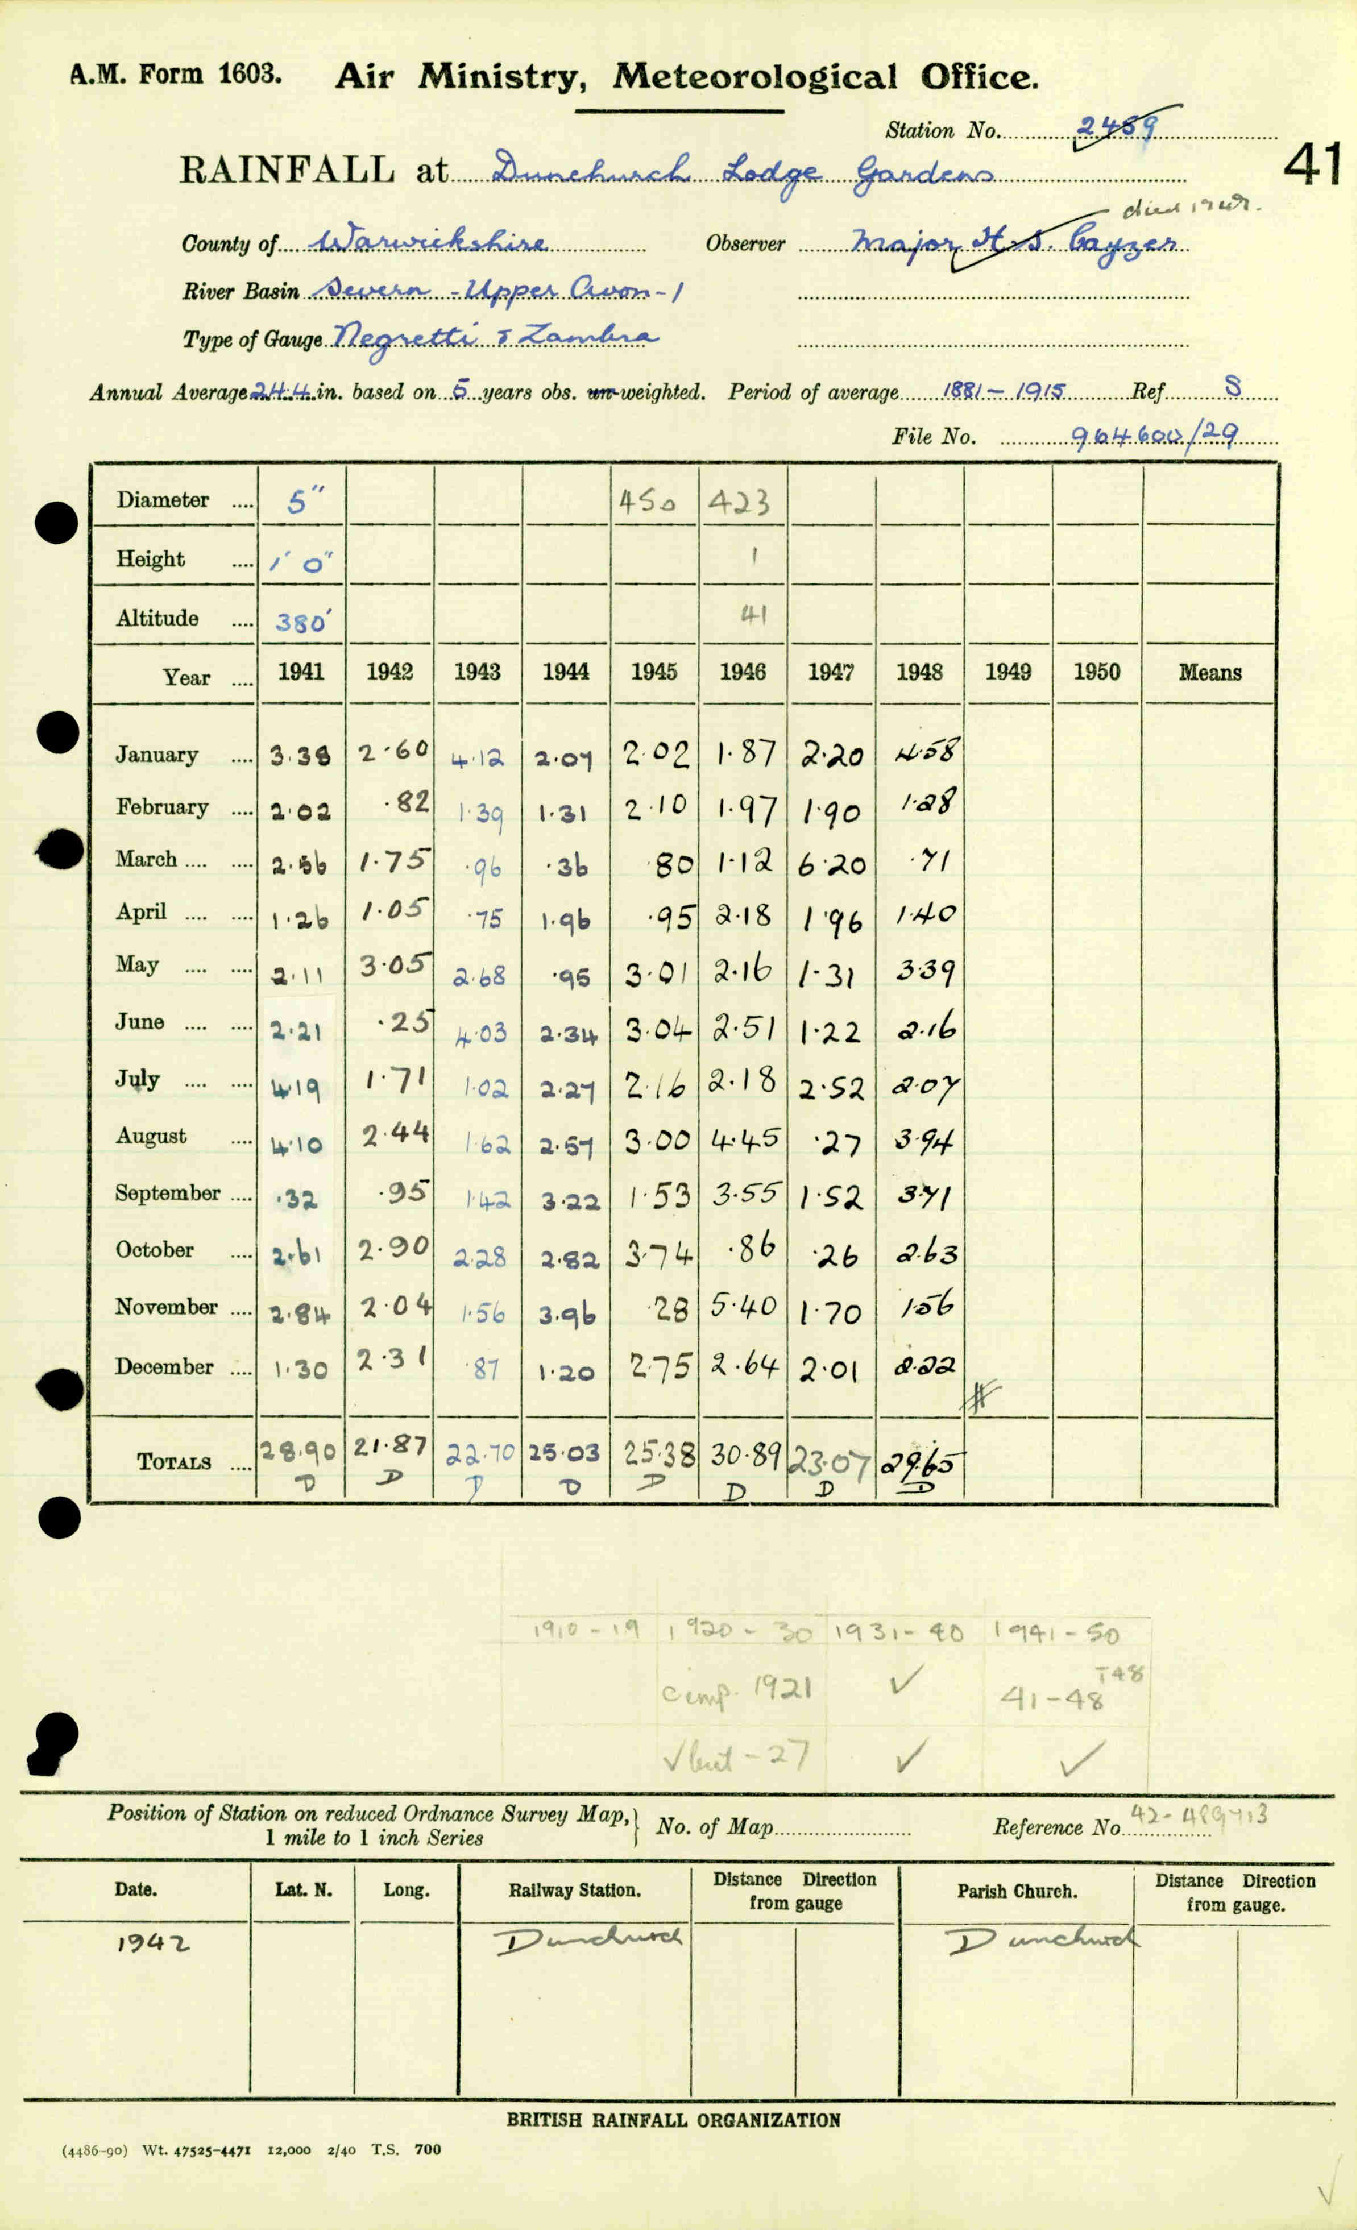 A.M. Form 1603. Air Ministry, Meteorological Office.
Station No. 2489
41
RAINFALL at Dunchurch Lodge Gardens
died 1948.
County of Warwickshire Observer Major H. S. Cayzer
River Basin Severn - Upper Avon - 1
Type of Gauge Negretti & Zambra
Annual Average 24.4 in. based on 5 years obs. un-weighted. Period of average 1881 - 1915 Ref. S
File No. 964600/29
Diameter .... 5" 450 423
Height .... 1' 0" 1
Altitude .... 380' 41
Year .... 1941 1942 1943 1944 1945 1946 1947 1948 1949 1950 Means
January .... 3.38 2.60 4.12 2.07 2.02 1.87 2.20 4.58
February .... 2.02 .82 1.39 1.31 2.10 1.97 1.90 1.28
March .... .... 2.56 1.75 .96 .36 .80 1.12 6.20 .71
April .... .... 1.26 1.05 .75 1.96 .95 2.18 1.96 1.40
May .... .... 2.11 3.05 2.68 .95 3.01 2.16 1.31 3.39
June .... .... 2.21 .25 4.03 2.34 3.04 2.51 1.22 2.16
July .... .... 4.19 1.71 1.02 2.27 2.16 2.18 2.52 2.07
August .... 4.10 2.44 1.62 2.57 3.00 4.45 .27 3.94
September .... .32 .95 1.42 3.22 1.53 3.55 1.52 3.71
October .... 2.61 2.90 2.28 2.82 3.74 .86 .26 2.63
November .... 2.84 2.04 1.56 3.96 .28 5.40 1.70 1.56
December .... 1.30 2.31 .87 1.20 2.75 2.64 2.01 2.22
TOTALS .... 28.90 21.87 22.70 25.03 25.38 30.89 23.07 29.65
D D D D D D D D
1910 - 19 1920 - 30 1931 - 40 1941 - 50
comp. 1921 ✓ 41 - 48 T48
✓ but - 27 ✓ ✓
Position of Station on reduced Ordnance Survey Map, } No. of Map Reference No. 42-
1 mile to 1 inch Series
Date. Lat. N. Long. Railway Station. Distance Direction from gauge Parish Church. Distance Direction from gauge.
1942 Dunchurch Dunchurch
BRITISH RAINFALL ORGANIZATION
(4486-90) Wt. 47525-4471 12,000 2/40 T.S. 700